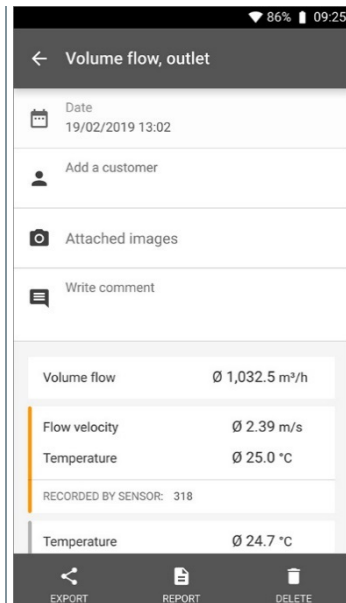 86% 09:25
Volume flow, outlet
Date
19/02/2019 13:02
Add a customer
Attached images
Write comment
Volume flow Ø 1,032.5 m³/h
Flow velocity Ø 2.39 m/s
Temperature Ø 25.0 °C
RECORDED BY SENSOR: 318
Temperature Ø 24.7 °C
EXPORT REPORT DELETE